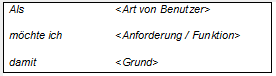 Als <Art von Benutzer>
möchte ich <Anforderung / Funktion>
damit <Grund>